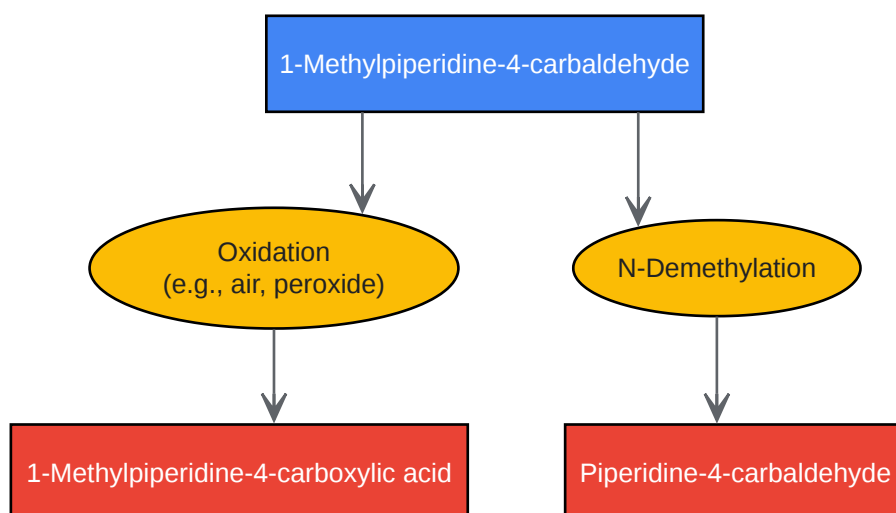 1-Methylpiperidine-4-carbaldehyde
Oxidation
(e.g., air, peroxide)
N-Demethylation
1-Methylpiperidine-4-carboxylic acid
Piperidine-4-carbaldehyde